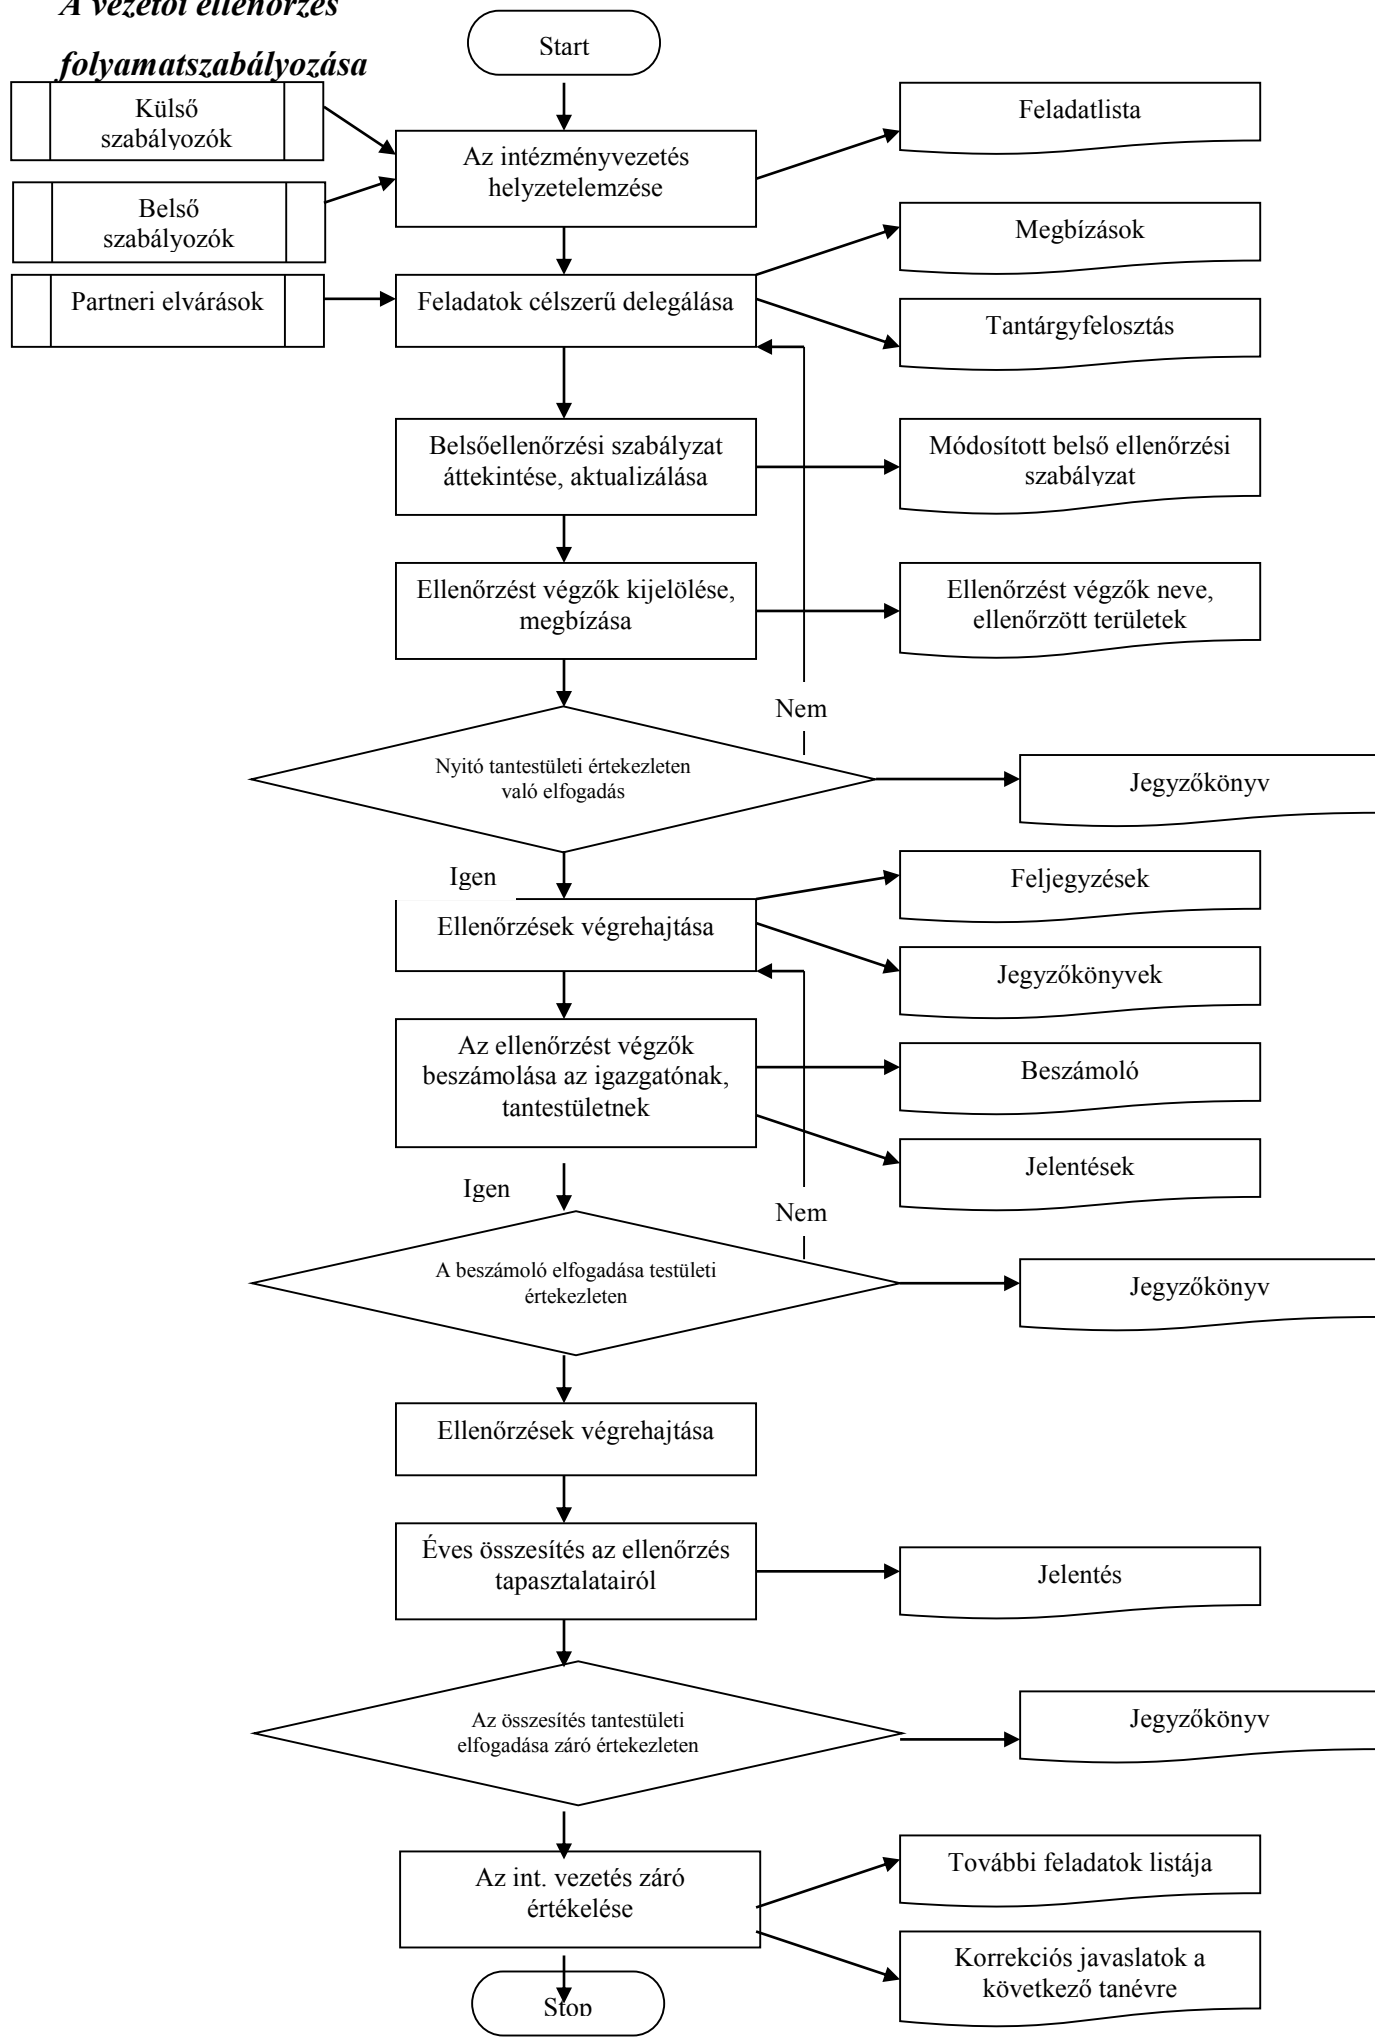 A vezetői ellenőrzés
folyamatszabályozása
Start
Külső
szabályozók
Feladatlista
Az intézményvezetés
helyzetelemzése
Belső
szabályozók
Megbízások
Partneri elvárások
Feladatok célszerű delegálása
Tantárgyfelosztás
Belsőellenőrzési szabályzat
áttekintése, aktualizálása
Módosított belső ellenőrzési
szabályzat
Ellenőrzést végzők kijelölése,
megbízása
Ellenőrzést végzők neve,
ellenőrzött területek
Nem
Nyitó tantestületi értekezleten
való elfogadás
Jegyzőkönyv
Igen
Feljegyzések
Ellenőrzések végrehajtása
Jegyzőkönyvek
Az ellenőrzést végzők
beszámolása az igazgatónak,
tantestületnek
Beszámoló
Jelentések
Igen
Nem
A beszámoló elfogadása testületi
értekezleten
Jegyzőkönyv
Ellenőrzések végrehajtása
Éves összesítés az ellenőrzés
tapasztalatairól
Jelentés
Az összesítés tantestületi
elfogadása záró értekezleten
Jegyzőkönyv
Az int. vezetés záró
értékelése
További feladatok listája
Korrekciós javaslatok a
következő tanévre
Stop